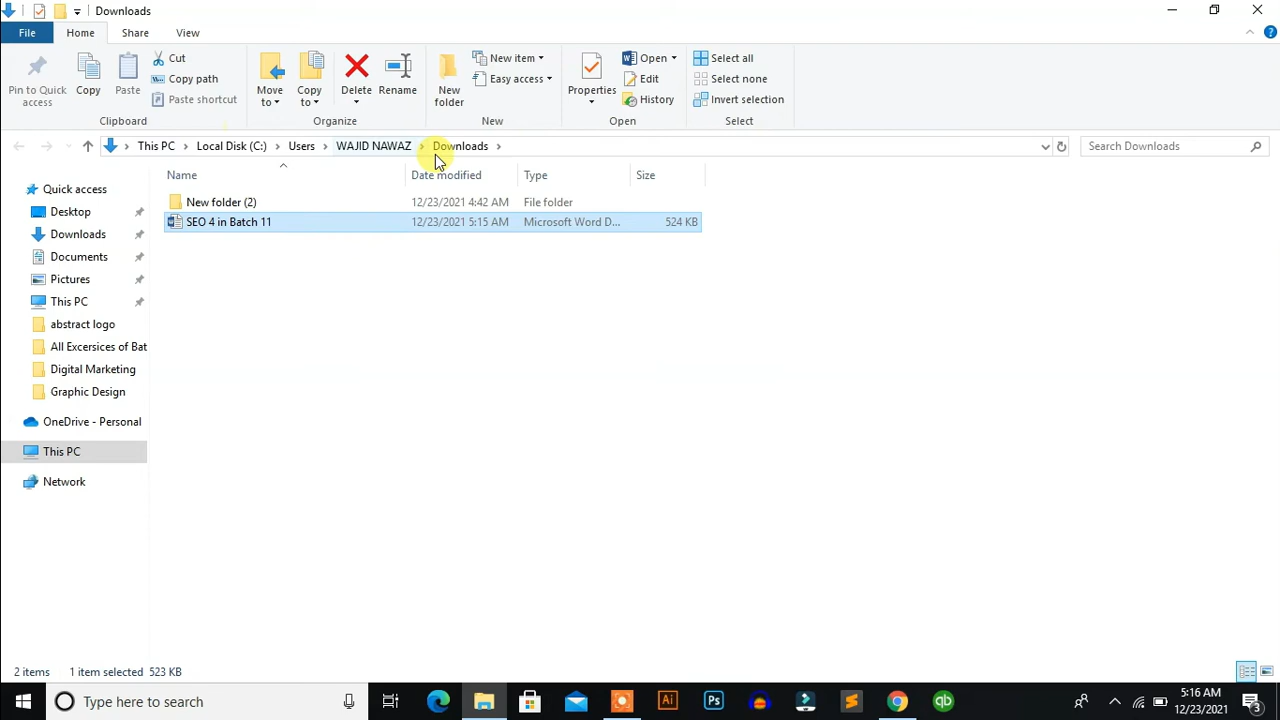 Downloads
File Home Share View
Pin to Quick access
Copy
Paste
Cut
Copy path
Paste shortcut
Move to
Copy to
Delete
Rename
New folder
New item
Easy access
Properties
Open
Edit
History
Select all
Select none
Invert selection
Clipboard Organize New Open Select
This PC Local Disk (C:) Users WAJID NAWAZ Downloads
Search Downloads
Name Date modified Type Size
New folder (2) 12/23/2021 4:42 AM File folder
SEO 4 in Batch 11 12/23/2021 5:15 AM Microsoft Word D... 524 KB
Quick access
Desktop
Downloads
Documents
Pictures
This PC
abstract logo
All Excersices of Bat
Digital Marketing
Graphic Design
OneDrive - Personal
This PC
Network
2 items 1 item selected 523 KB
Type here to search
Ai
Ps
qb
5:16 AM
12/23/2021
3